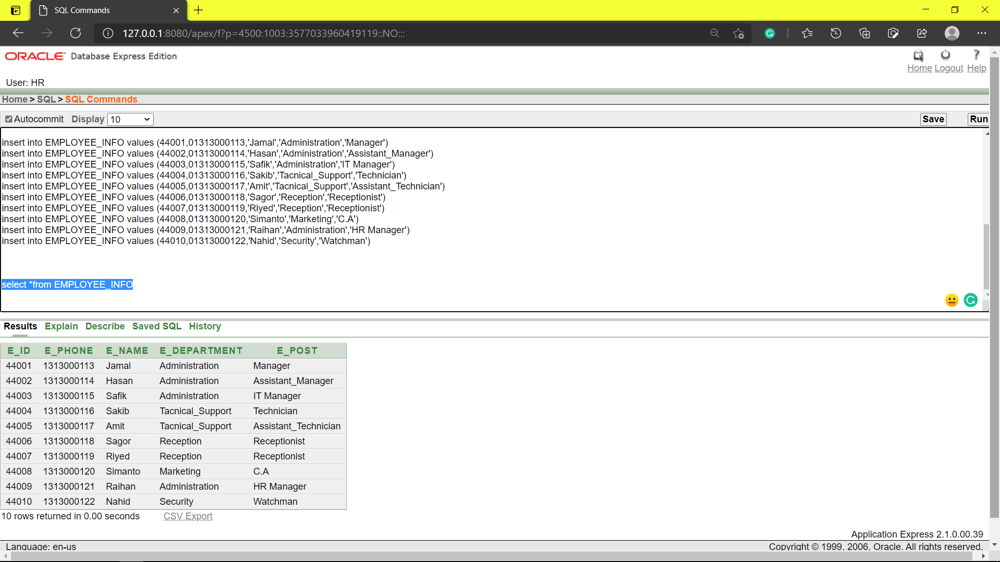 SQL Commands
127.0.0.1:8080/apex/f?p=4500:1003:3577033960419119::NO:::
ORACLE Database Express Edition
Home Logout Help
User: HR
Home > SQL > SQL Commands
Autocommit Display 10 Save Run
insert into EMPLOYEE_INFO values (44001,01313000113,'Jamal','Administration','Manager')
insert into EMPLOYEE_INFO values (44002,01313000114,'Hasan','Administration','Assistant_Manager')
insert into EMPLOYEE_INFO values (44003,01313000115,'Safik','Administration','IT Manager')
insert into EMPLOYEE_INFO values (44004,01313000116,'Sakib','Tacnical_Support','Technician')
insert into EMPLOYEE_INFO values (44005,01313000117,'Amit','Tacnical_Support','Assistant_Technician')
insert into EMPLOYEE_INFO values (44006,01313000118,'Sagor','Reception','Receptionist')
insert into EMPLOYEE_INFO values (44007,01313000119,'Riyed','Reception','Receptionist')
insert into EMPLOYEE_INFO values (44008,01313000120,'Simanto','Marketing','C.A')
insert into EMPLOYEE_INFO values (44009,01313000121,'Raihan','Administration','HR Manager')
insert into EMPLOYEE_INFO values (44010,01313000122,'Nahid','Security','Watchman')
select *from EMPLOYEE_INFO
Results Explain Describe Saved SQL History
E_ID E_PHONE E_NAME E_DEPARTMENT E_POST
44001 1313000113 Jamal Administration Manager
44002 1313000114 Hasan Administration Assistant_Manager
44003 1313000115 Safik Administration IT Manager
44004 1313000116 Sakib Tacnical_Support Technician
44005 1313000117 Amit Tacnical_Support Assistant_Technician
44006 1313000118 Sagor Reception Receptionist
44007 1313000119 Riyed Reception Receptionist
44008 1313000120 Simanto Marketing C.A
44009 1313000121 Raihan Administration HR Manager
44010 1313000122 Nahid Security Watchman
10 rows returned in 0.00 seconds CSV Export
Application Express 2.1.0.00.39
Language: en-us Copyright © 1999, 2006, Oracle. All rights reserved.